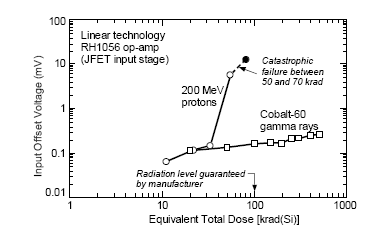 Linear technology
RH1056 op-amp
(JFET input stage)
Catastrophic
failure between
50 and 70 krad
200 MeV
protons
Cobalt-60
gamma rays
Radiation level guaranteed
by manufacturer
Input Offset Voltage (mV)
100
10
1
0.1
0.01
1
10
100
1000
Equivalent Total Dose [krad(Si)]